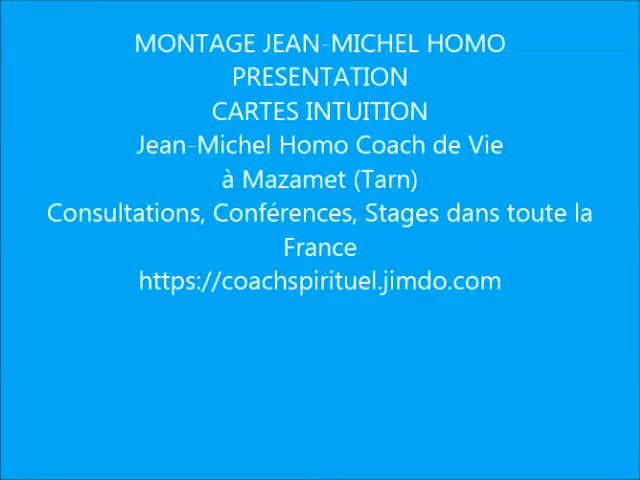 MONTAGE JEAN-MICHEL HOMO
PRESENTATION
CARTES INTUITION
Jean-Michel Homo Coach de Vie
à Mazamet (Tarn)
Consultations, Conférences, Stages dans toute la
France
https://coachspirituel.jimdo.com